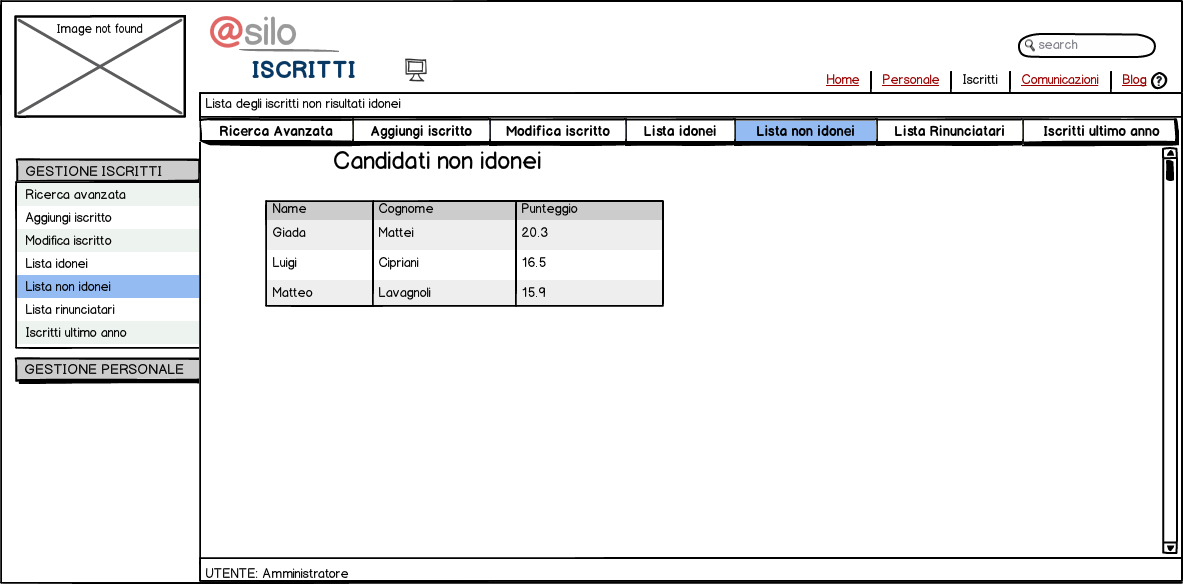 Image not found
@silo
ISCRITTI
search
Home Personale Iscritti Comunicazioni Blog ?
Lista degli iscritti non risultati idonei
Ricerca Avanzata Aggiungi iscritto Modifica iscritto Lista idonei Lista non idonei Lista Rinunciatari Iscritti ultimo anno
GESTIONE ISCRITTI
Ricerca avanzata
Aggiungi iscritto
Modifica iscritto
Lista idonei
Lista non idonei
Lista rinunciatari
Iscritti ultimo anno
GESTIONE PERSONALE
Candidati non idonei
Name Cognome Punteggio
Giada Mattei 20.3
Luigi Cipriani 16.5
Matteo Lavagnoli 15.9
UTENTE: Amministratore